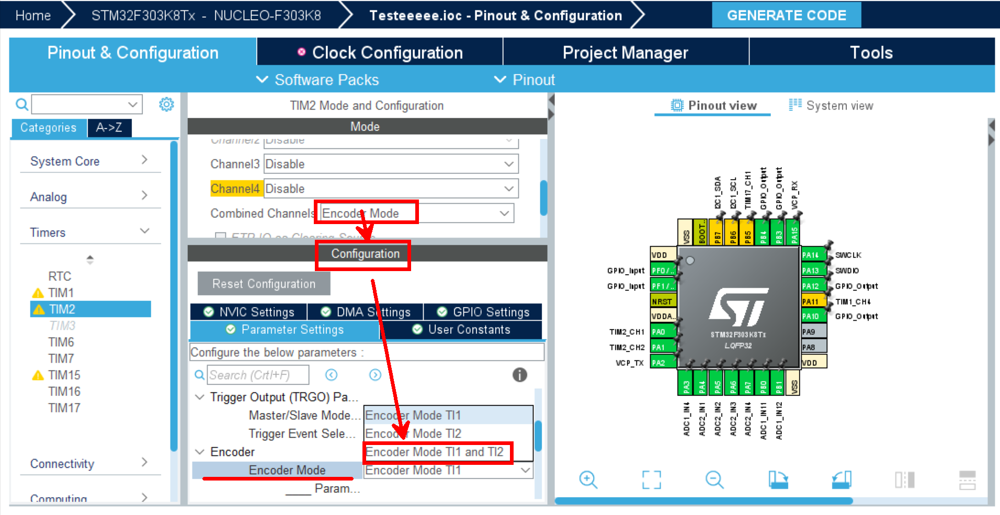 Home
STM32F303K8Tx - NUCLEO-F303K8
Testeeeee.ioc - Pinout & Configuration
GENERATE CODE
Pinout & Configuration
Clock Configuration
Project Manager
Tools
Software Packs
Pinout
Categories
A->Z
System Core
Analog
Timers
RTC
TIM1
TIM2
TIM3
TIM6
TIM7
TIM15
TIM16
TIM17
Connectivity
Computing
TIM2 Mode and Configuration
Mode
Channel2 Disable
Channel3 Disable
Channel4 Disable
Combined Channels Encoder Mode
ETR IO as Clearing Source
Configuration
Reset Configuration
NVIC Settings
DMA Settings
GPIO Settings
Parameter Settings
User Constants
Configure the below parameters :
Search (Crtl+F)
Trigger Output (TRGO) Pa...
Master/Slave Mode...
Encoder Mode TI1
Trigger Event Sele...
Encoder Mode TI2
Encoder
Encoder Mode TI1 and TI2
Encoder Mode
Encoder Mode TI1
____ Param...
Pinout view
System view
I2C1_SDA
I2C1_SCL
TIM17_CH1
GPIO_Output
GPIO_Output
VCP_RX
VSS
BOOT..
PB7
PB6
PB5
PB4
PB3
PA15
VDD
GPIO_Input PF0/..
GPIO_Input PF1/..
NRST
VDDA..
TIM2_CH1 PA0
TIM2_CH2 PA1
VCP_TX PA2
STM32F303K8Tx
LQFP32
PA14 SWCLK
PA13 SWDIO
PA12 GPIO_Output
PA11 TIM1_CH4
PA10 GPIO_Output
PA9
PA8
VDD
PA3
PA4
PA5
PA6
PA7
PB0
PB1
VSS
ADC1_IN4
ADC2_IN1
ADC2_IN2
ADC2_IN3
ADC2_IN4
ADC1_IN11
ADC1_IN12